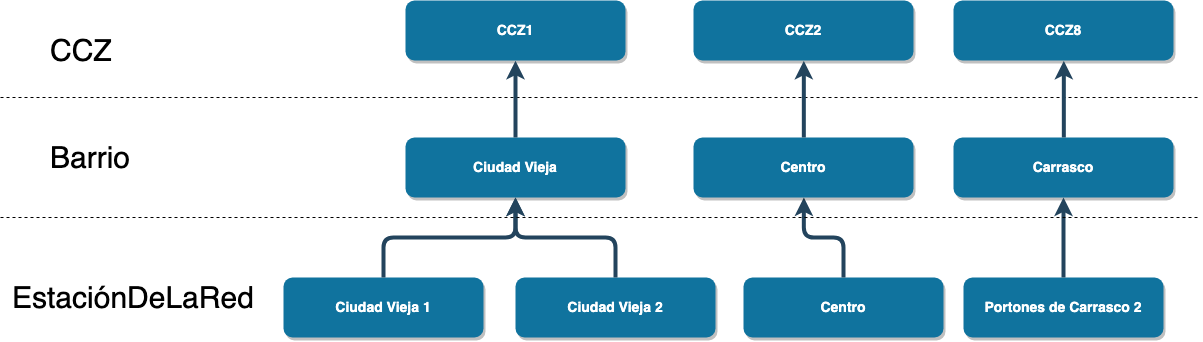 CCZ
CCZ1
CCZ2
CCZ8
Barrio
Ciudad Vieja
Centro
Carrasco
EstaciónDeLaRed
Ciudad Vieja 1
Ciudad Vieja 2
Centro
Portones de Carrasco 2